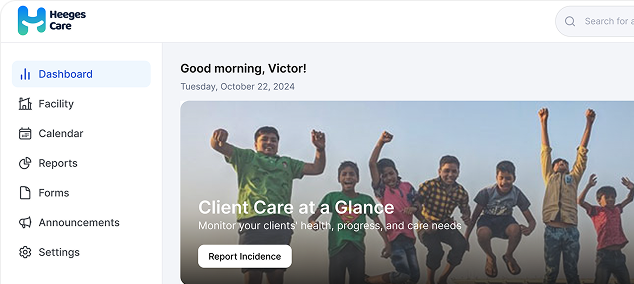 Heeges
Care
Search for a
Dashboard
Facility
Calendar
Reports
Forms
Announcements
Settings
Good morning, Victor!
Tuesday, October 22, 2024
Client Care at a Glance
Monitor your clients' health, progress, and care needs
Report Incidence